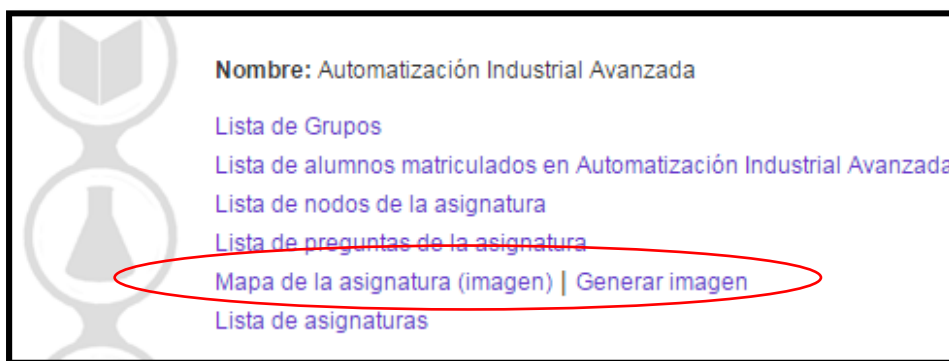 Nombre: Automatización Industrial Avanzada
Lista de Grupos
Lista de alumnos matriculados en Automatización Industrial Avanzada
Lista de nodos de la asignatura
Lista de preguntas de la asignatura
Mapa de la asignatura (imagen) | Generar imagen
Lista de asignaturas